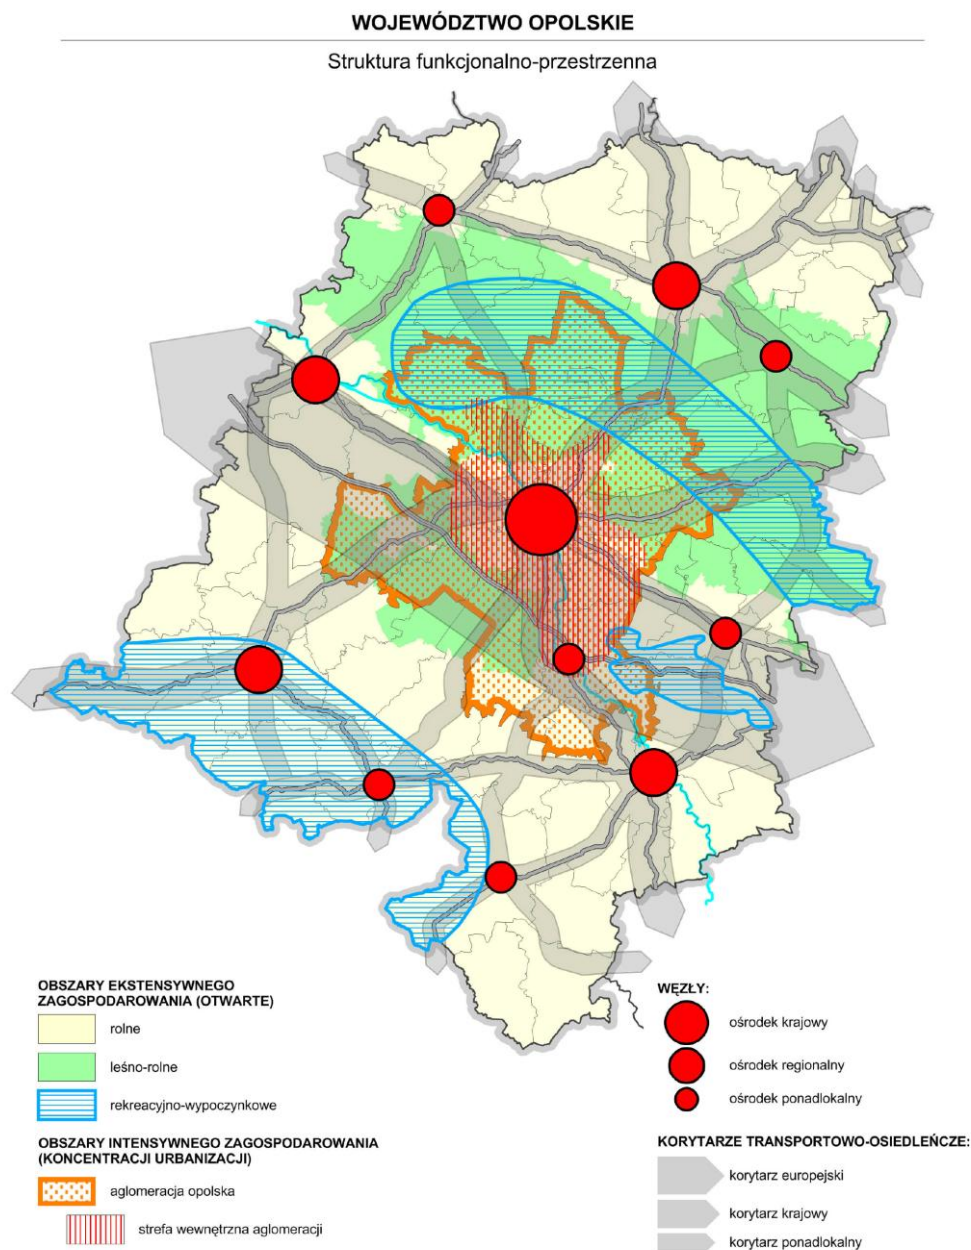 WOJEWÓDZTWO OPOLSKIE
Struktura funkcjonalno-przestrzenna
OBSZARY EKSTENSYWNEGO
ZAGOSPODAROWANIA (OTWARTE)
rolne
leśno-rolne
rekreacyjno-wypoczynkowe
OBSZARY INTENSYWNEGO ZAGOSPODAROWANIA
(KONCENTRACJI URBANIZACJI)
aglomeracja opolska
strefa wewnętrzna aglomeracji
WĘZŁY:
ośrodek krajowy
ośrodek regionalny
ośrodek ponadlokalny
KORYTARZE TRANSPORTOWO-OSIEDLEŃCZE:
korytarz europejski
korytarz krajowy
korytarz ponadlokalny